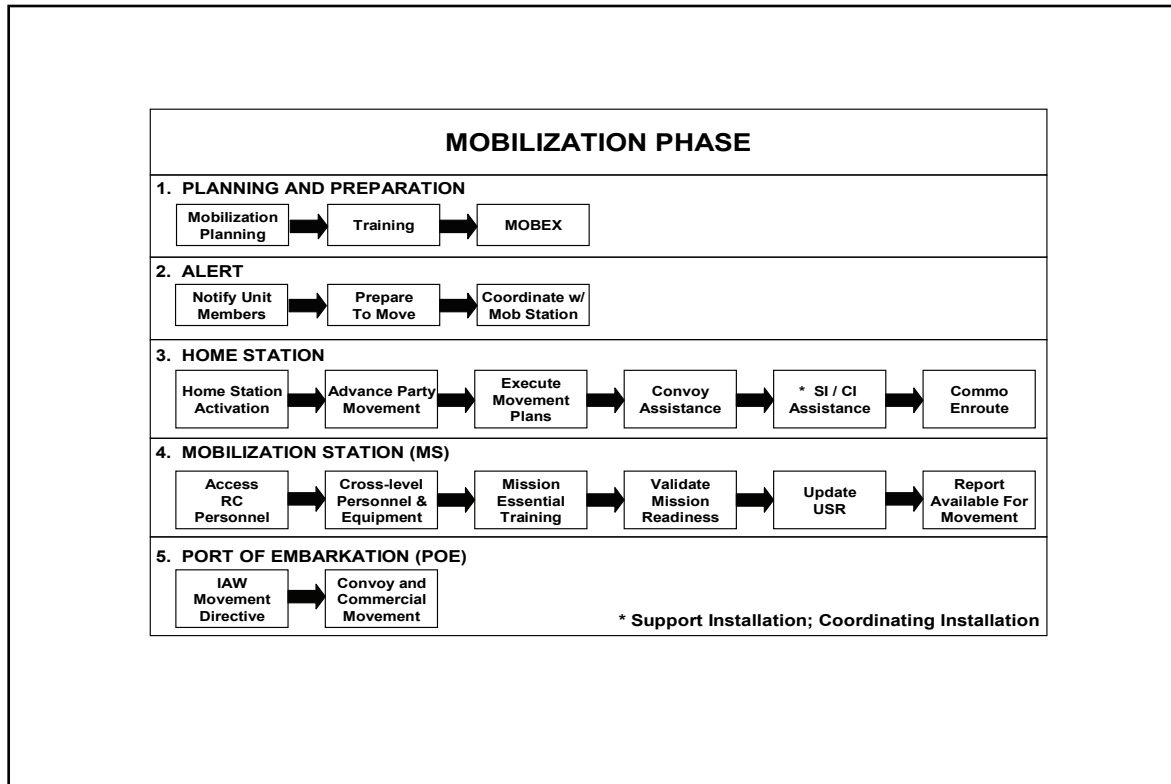 MOBILIZATION PHASE
1. PLANNING AND PREPARATION
Mobilization
Planning
Training
MOBEX
2. ALERT
Notify Unit
Members
Prepare
To Move
Coordinate w/
Mob Station
3. HOME STATION
Home Station
Activation
Advance Party
Movement
Execute
Movement
Plans
Convoy
Assistance
* SI / CI
Assistance
Commo
Enroute
4. MOBILIZATION STATION (MS)
Access
RC
Personnel
Cross-level
Personnel &
Equipment
Mission
Essential
Training
Validate
Mission
Readiness
Update
USR
Report
Available For
Movement
5. PORT OF EMBARKATION (POE)
IAW
Movement
Directive
Convoy and
Commercial
Movement
* Support Installation; Coordinating Installation